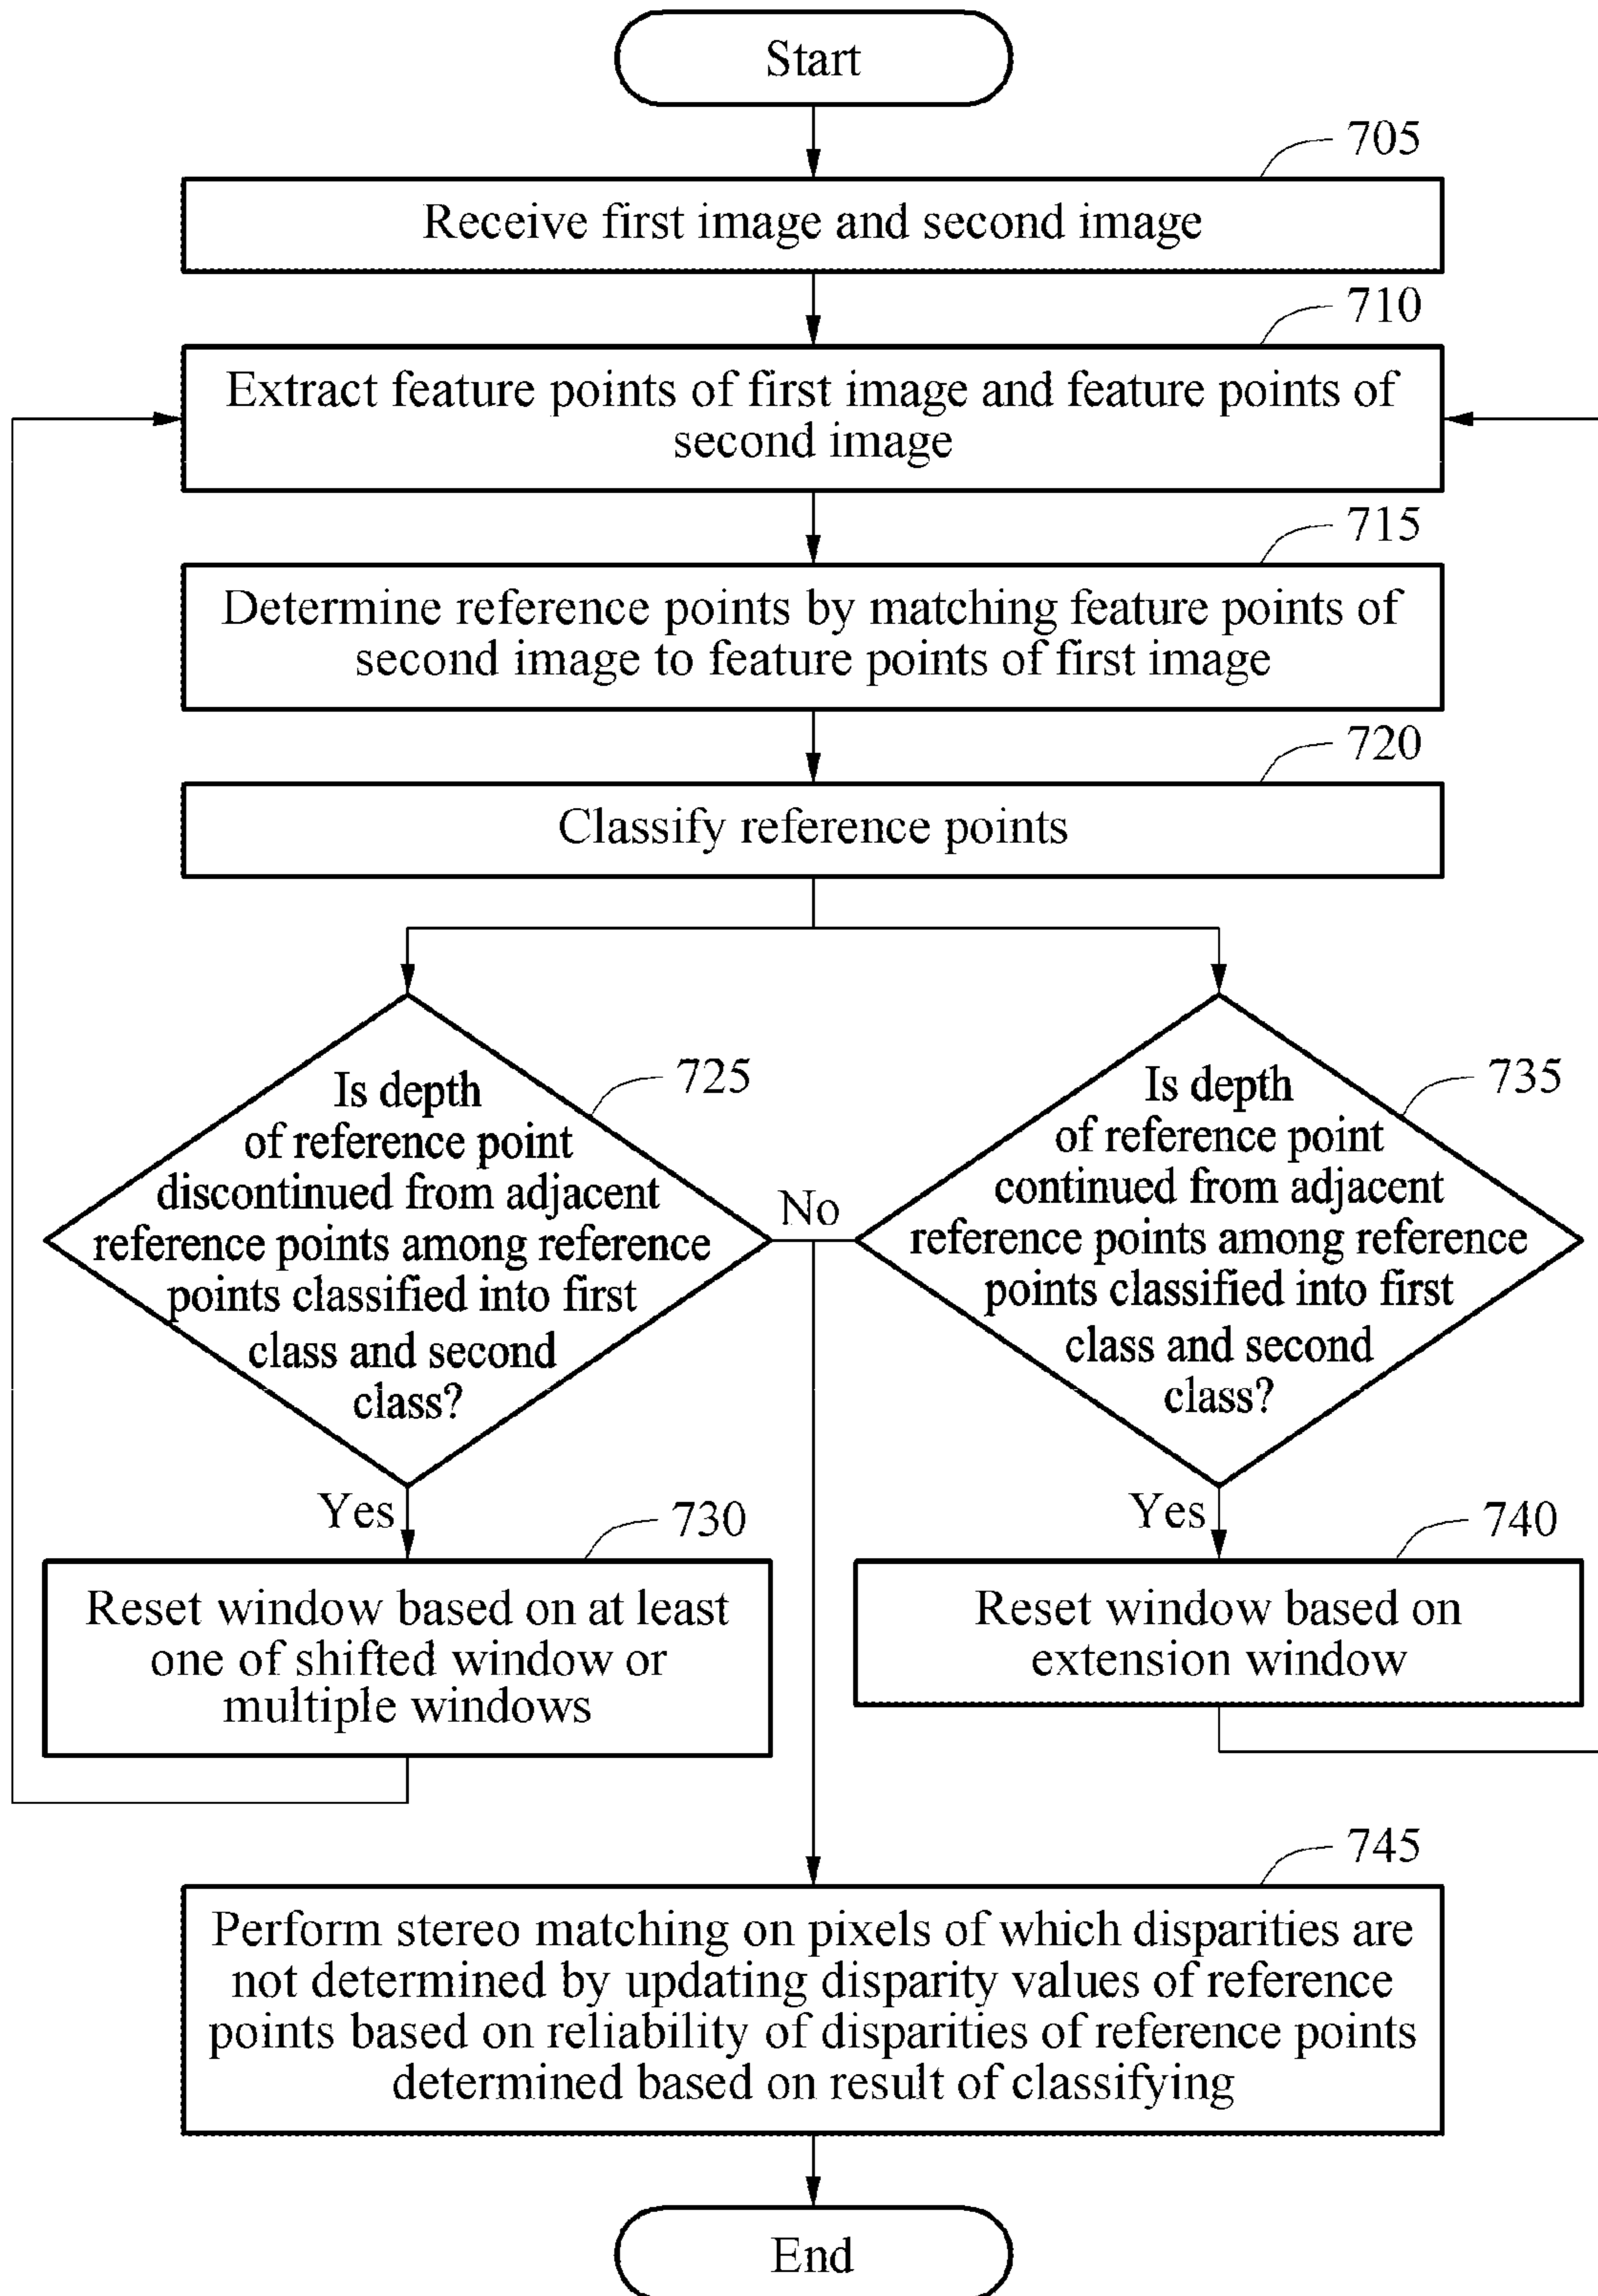 Start
705
Receive first image and second image
710
Extract feature points of first image and feature points of
second image
715
Determine reference points by matching feature points of
second image to feature points of first image
720
Classify reference points
725
Is depth
of reference point
discontinued from adjacent
reference points among reference
points classified into first
class and second
class?
No
735
Is depth
of reference point
continued from adjacent
reference points among reference
points classified into first
class and second
class?
Yes
730
Reset window based on at least
one of shifted window or
multiple windows
Yes
740
Reset window based on
extension window
745
Perform stereo matching on pixels of which disparities are
not determined by updating disparity values of reference
points based on reliability of disparities of reference points
determined based on result of classifying
End